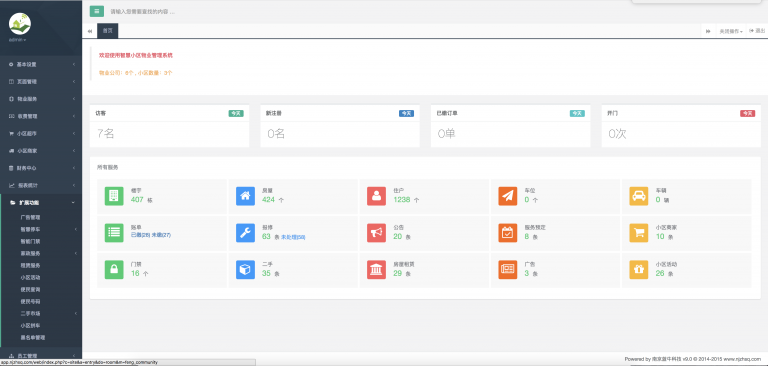 请输入您需要查找的内容 …
admin
首页
关闭操作
退出
基本设置
页面管理
物业服务
收费管理
小区超市
小区商家
财务中心
报表统计
扩展功能
广告管理
智慧停车
智能门禁
家政服务
租赁服务
小区活动
便民查询
便民号码
二手市场
小区拼车
黑名单管理
员工管理
欢迎使用智慧小区物业管理系统
物业公司：
小区数量：3个
访客 今天
7名
新注册 今天
0名
已缴订单 今天
0单
开门 今天
0次
所有服务
楼宇
407 栋
房屋
424 个
住户
1238 个
车位
0 个
车辆
0 辆
账单
已缴(26) 未缴(27)
报修
63 条 未处理(59)
公告
20 条
服务预定
8 条
小区商家
10 条
门禁
16 个
二手
35 条
房屋租赁
29 条
广告
3 条
小区活动
26 条
app.njzhsq.com/web/index.php?c=site&a=entry&do=room&m=feng_community
Powered by 南京蓝牛科技 v9.0 © 2014-2015 www.njzhsq.com